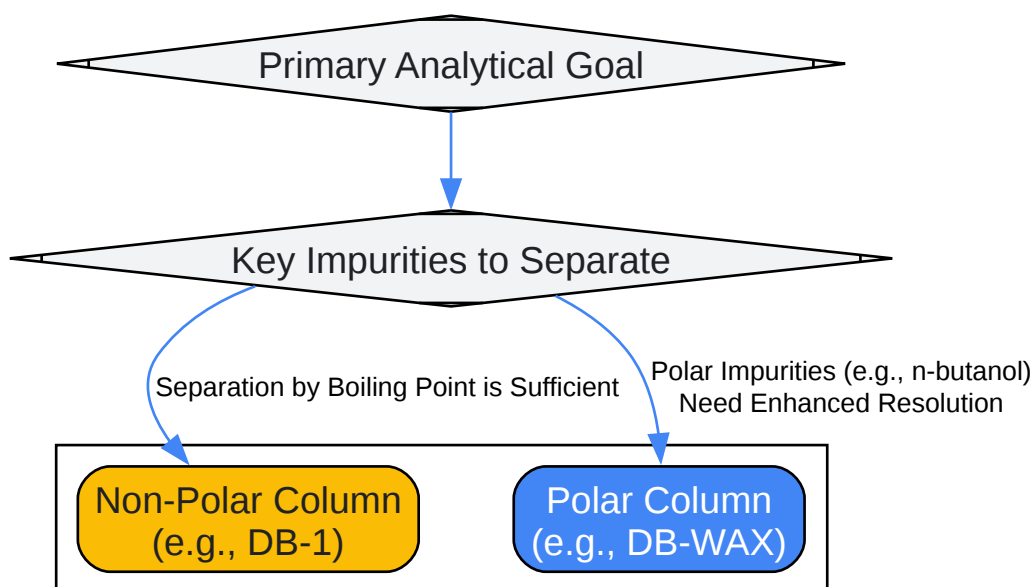 Primary Analytical Goal
Key Impurities to Separate
Separation by Boiling Point is Sufficient
Polar Impurities (e.g., n-butanol)
Need Enhanced Resolution
Non-Polar Column
(e.g., DB-1)
Polar Column
(e.g., DB-WAX)